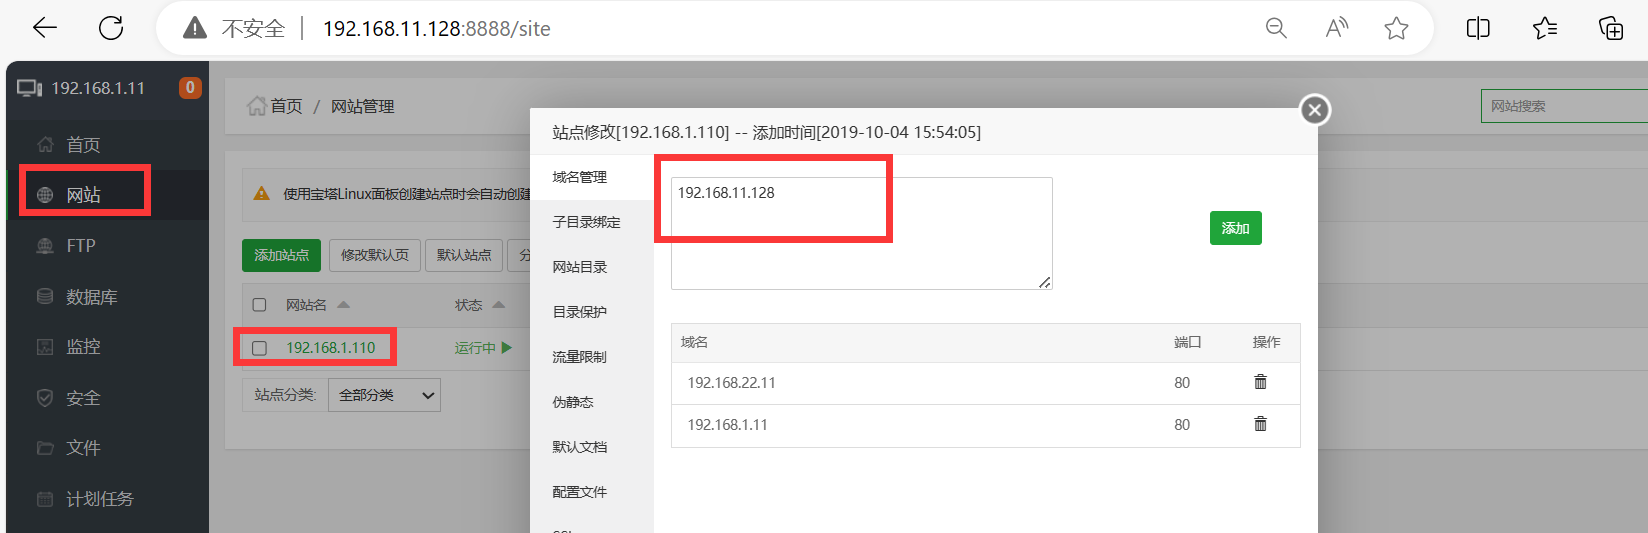 不安全 192.168.11.128:8888/site
192.168.1.11 0
首页
网站
FTP
数据库
监控
安全
文件
计划任务
首页 / 网站管理
网站搜索
使用宝塔Linux面板创建站点时会自动创建
添加站点 修改默认页 默认站点 分
网站名 状态
192.168.1.110 运行中
站点分类: 全部分类
站点修改[192.168.1.110] -- 添加时间[2019-10-04 15:54:05]
域名管理
子目录绑定
网站目录
目录保护
流量限制
伪静态
默认文档
配置文件
192.168.11.128
添加
域名 端口 操作
192.168.22.11 80
192.168.1.11 80